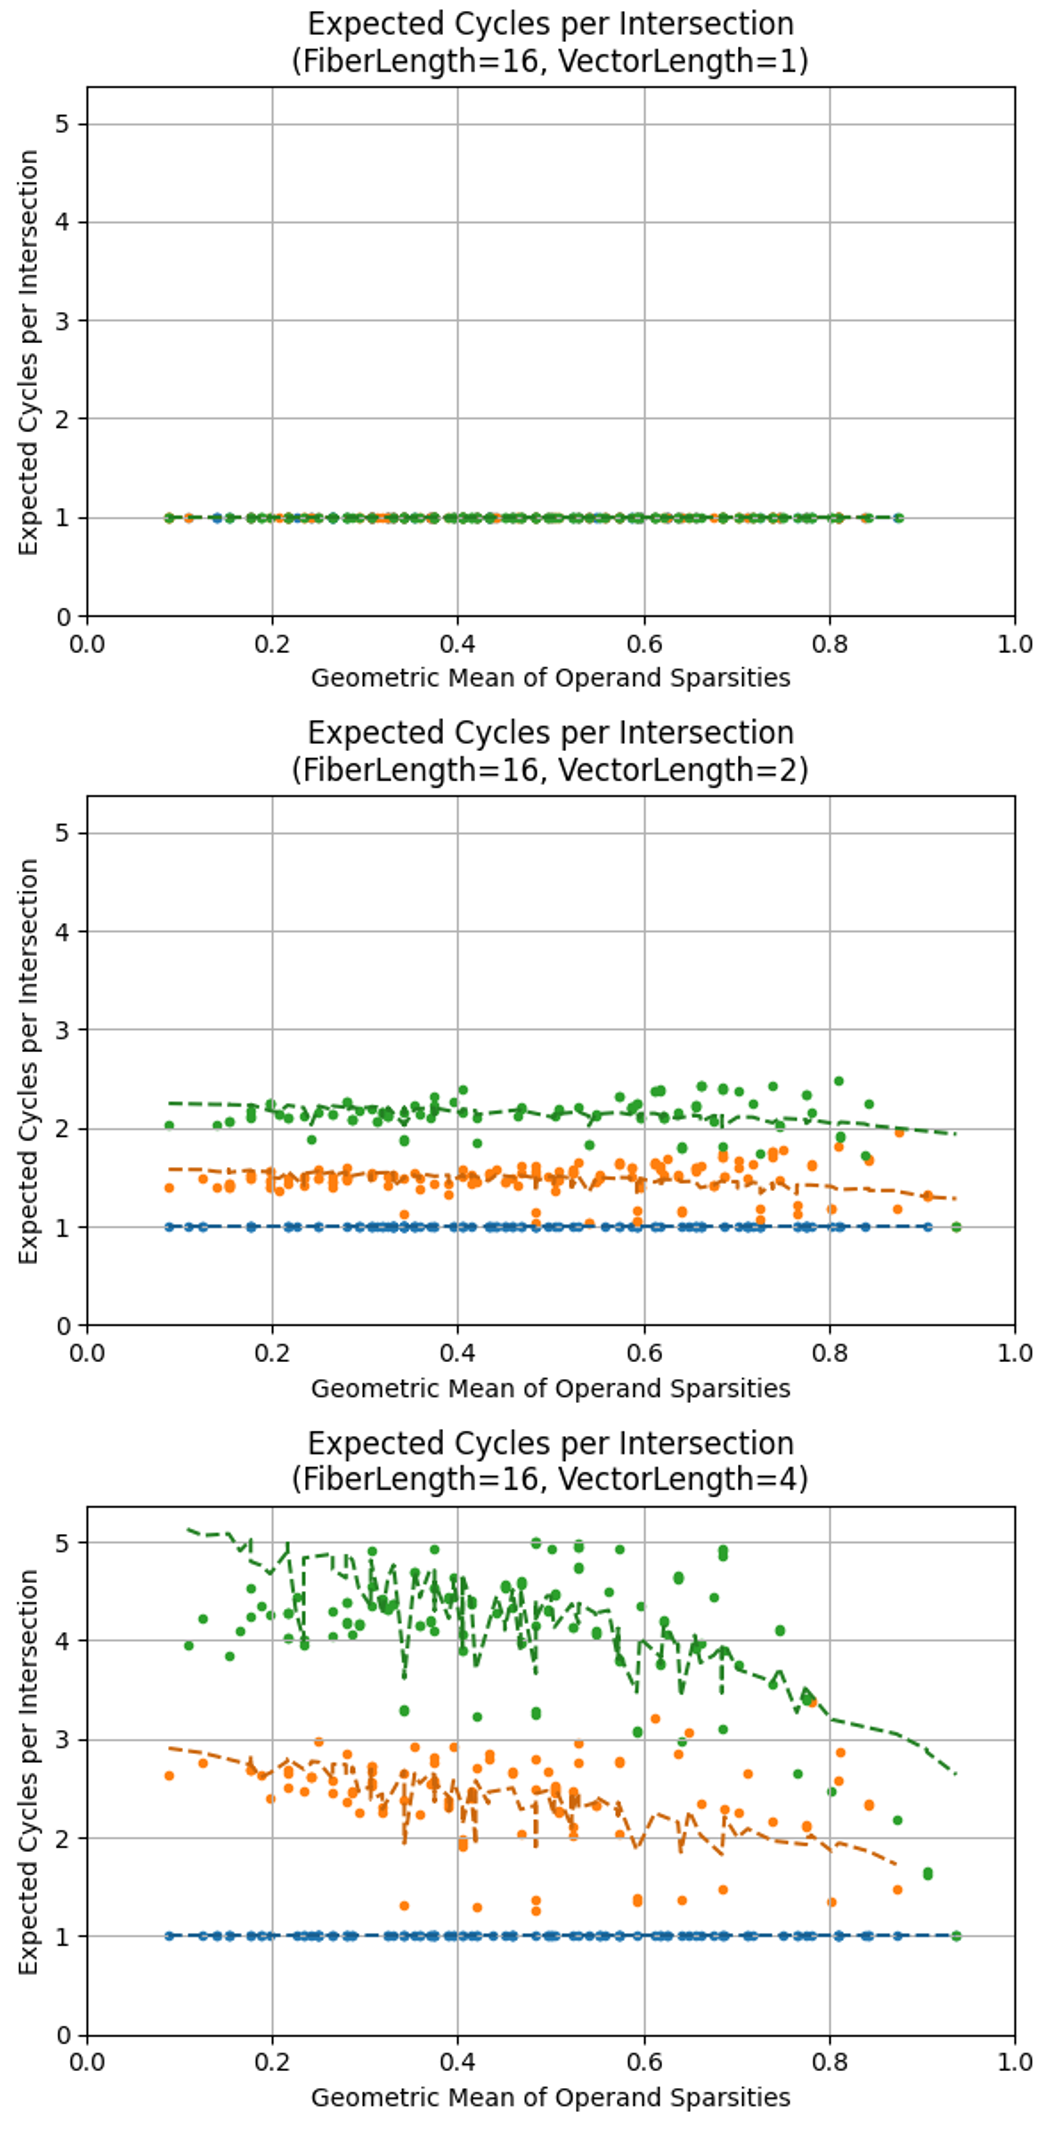 Expected Cycles per Intersection
(FiberLength=16, VectorLength=1)
5
4
3
2
1
0
Expected Cycles per Intersection
0.0 0.2 0.4 0.6 0.8 1.0
Geometric Mean of Operand Sparsities
Expected Cycles per Intersection
(FiberLength=16, VectorLength=2)
5
4
3
2
1
0
Expected Cycles per Intersection
0.0 0.2 0.4 0.6 0.8 1.0
Geometric Mean of Operand Sparsities
Expected Cycles per Intersection
(FiberLength=16, VectorLength=4)
5
4
3
2
1
0
Expected Cycles per Intersection
0.0 0.2 0.4 0.6 0.8 1.0
Geometric Mean of Operand Sparsities